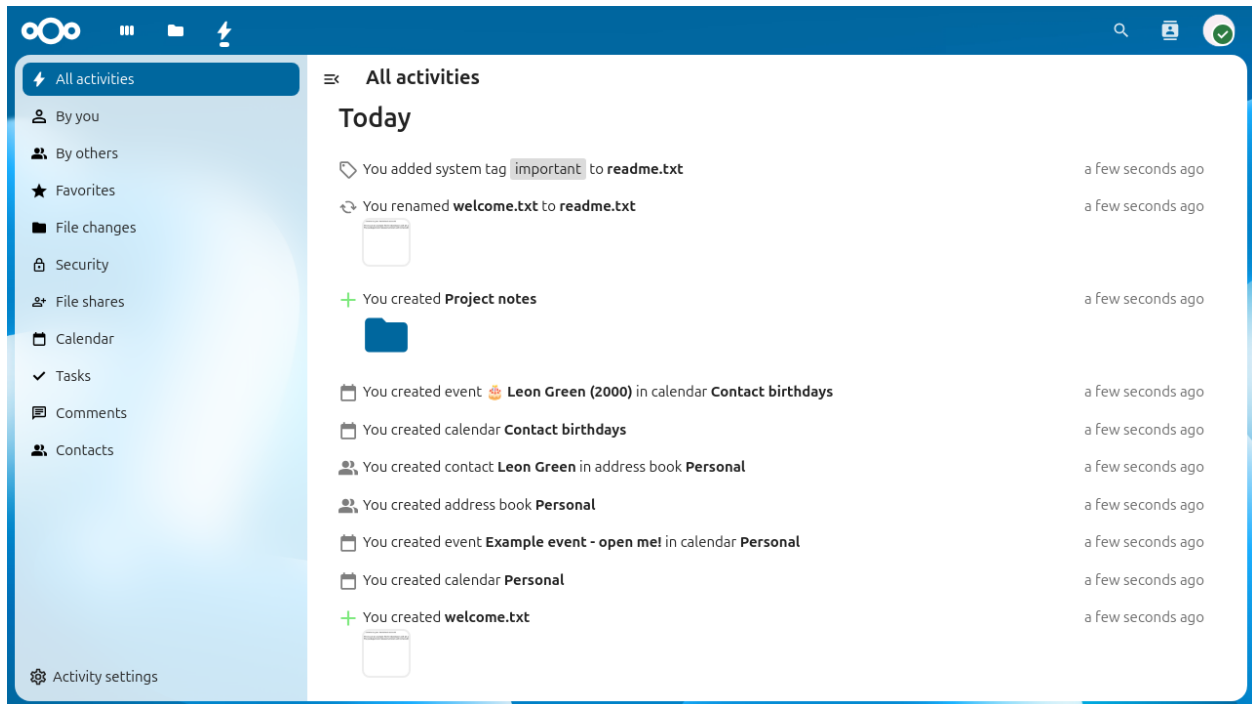 All activities
By you
By others
Favorites
File changes
Security
File shares
Calendar
Tasks
Comments
Contacts
Activity settings
All activities
Today
You added system tag important to readme.txt a few seconds ago
You renamed welcome.txt to readme.txt a few seconds ago
You created Project notes a few seconds ago
You created event 🎂 Leon Green (2000) in calendar Contact birthdays a few seconds ago
You created calendar Contact birthdays a few seconds ago
You created contact Leon Green in address book Personal a few seconds ago
You created address book Personal a few seconds ago
You created event Example event - open me! in calendar Personal a few seconds ago
You created calendar Personal a few seconds ago
You created welcome.txt a few seconds ago